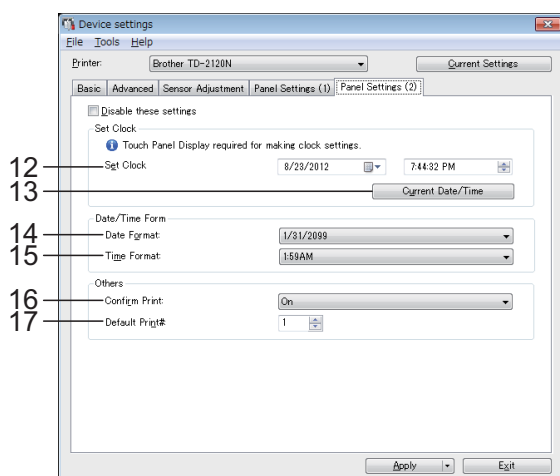 Device settings
File Tools Help
Printer: Brother TD-2120N Current Settings
Basic Advanced Sensor Adjustment Panel Settings (1) Panel Settings (2)
Disable these settings
Set Clock
Touch Panel Display required for making clock settings.
12 Set Clock 8/23/2012 7:44:32 PM
13 Current Date/Time
Date/Time Form
14 Date Format: 1/31/2099
15 Time Format: 1:59AM
Others
16 Confirm Print: On
17 Default Print#: 1
Apply Exit